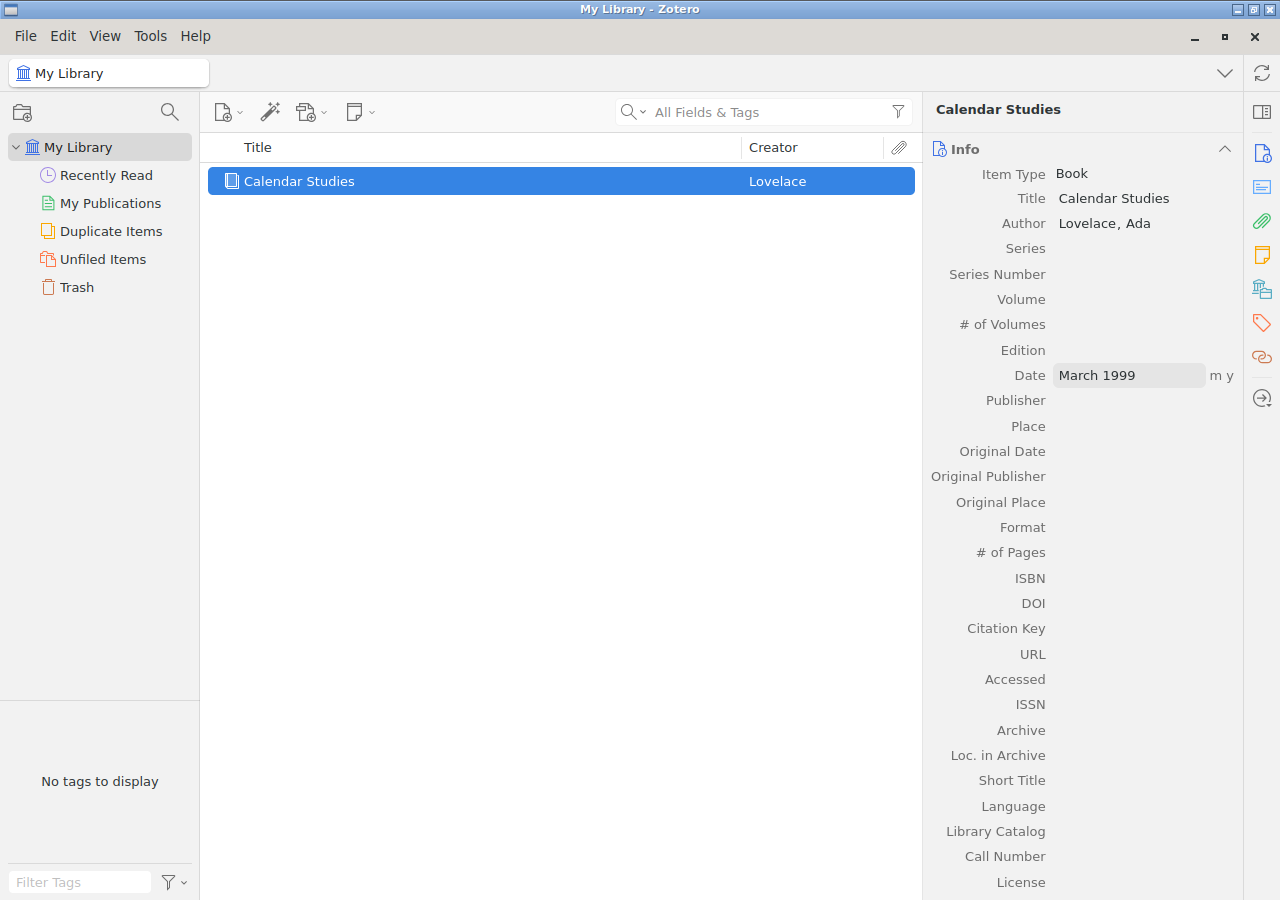 My Library - Zotero
File Edit View Tools Help
My Library
My Library
Recently Read
My Publications
Duplicate Items
Unfiled Items
Trash
No tags to display
Filter Tags
All Fields & Tags
Title Creator
Calendar Studies Lovelace
Calendar Studies
Info
Item Type Book
Title Calendar Studies
Author Lovelace, Ada
Series
Series Number
Volume
# of Volumes
Edition
Date March 1999 m y
Publisher
Place
Original Date
Original Publisher
Original Place
Format
# of Pages
ISBN
DOI
Citation Key
URL
Accessed
ISSN
Archive
Loc. in Archive
Short Title
Language
Library Catalog
Call Number
License